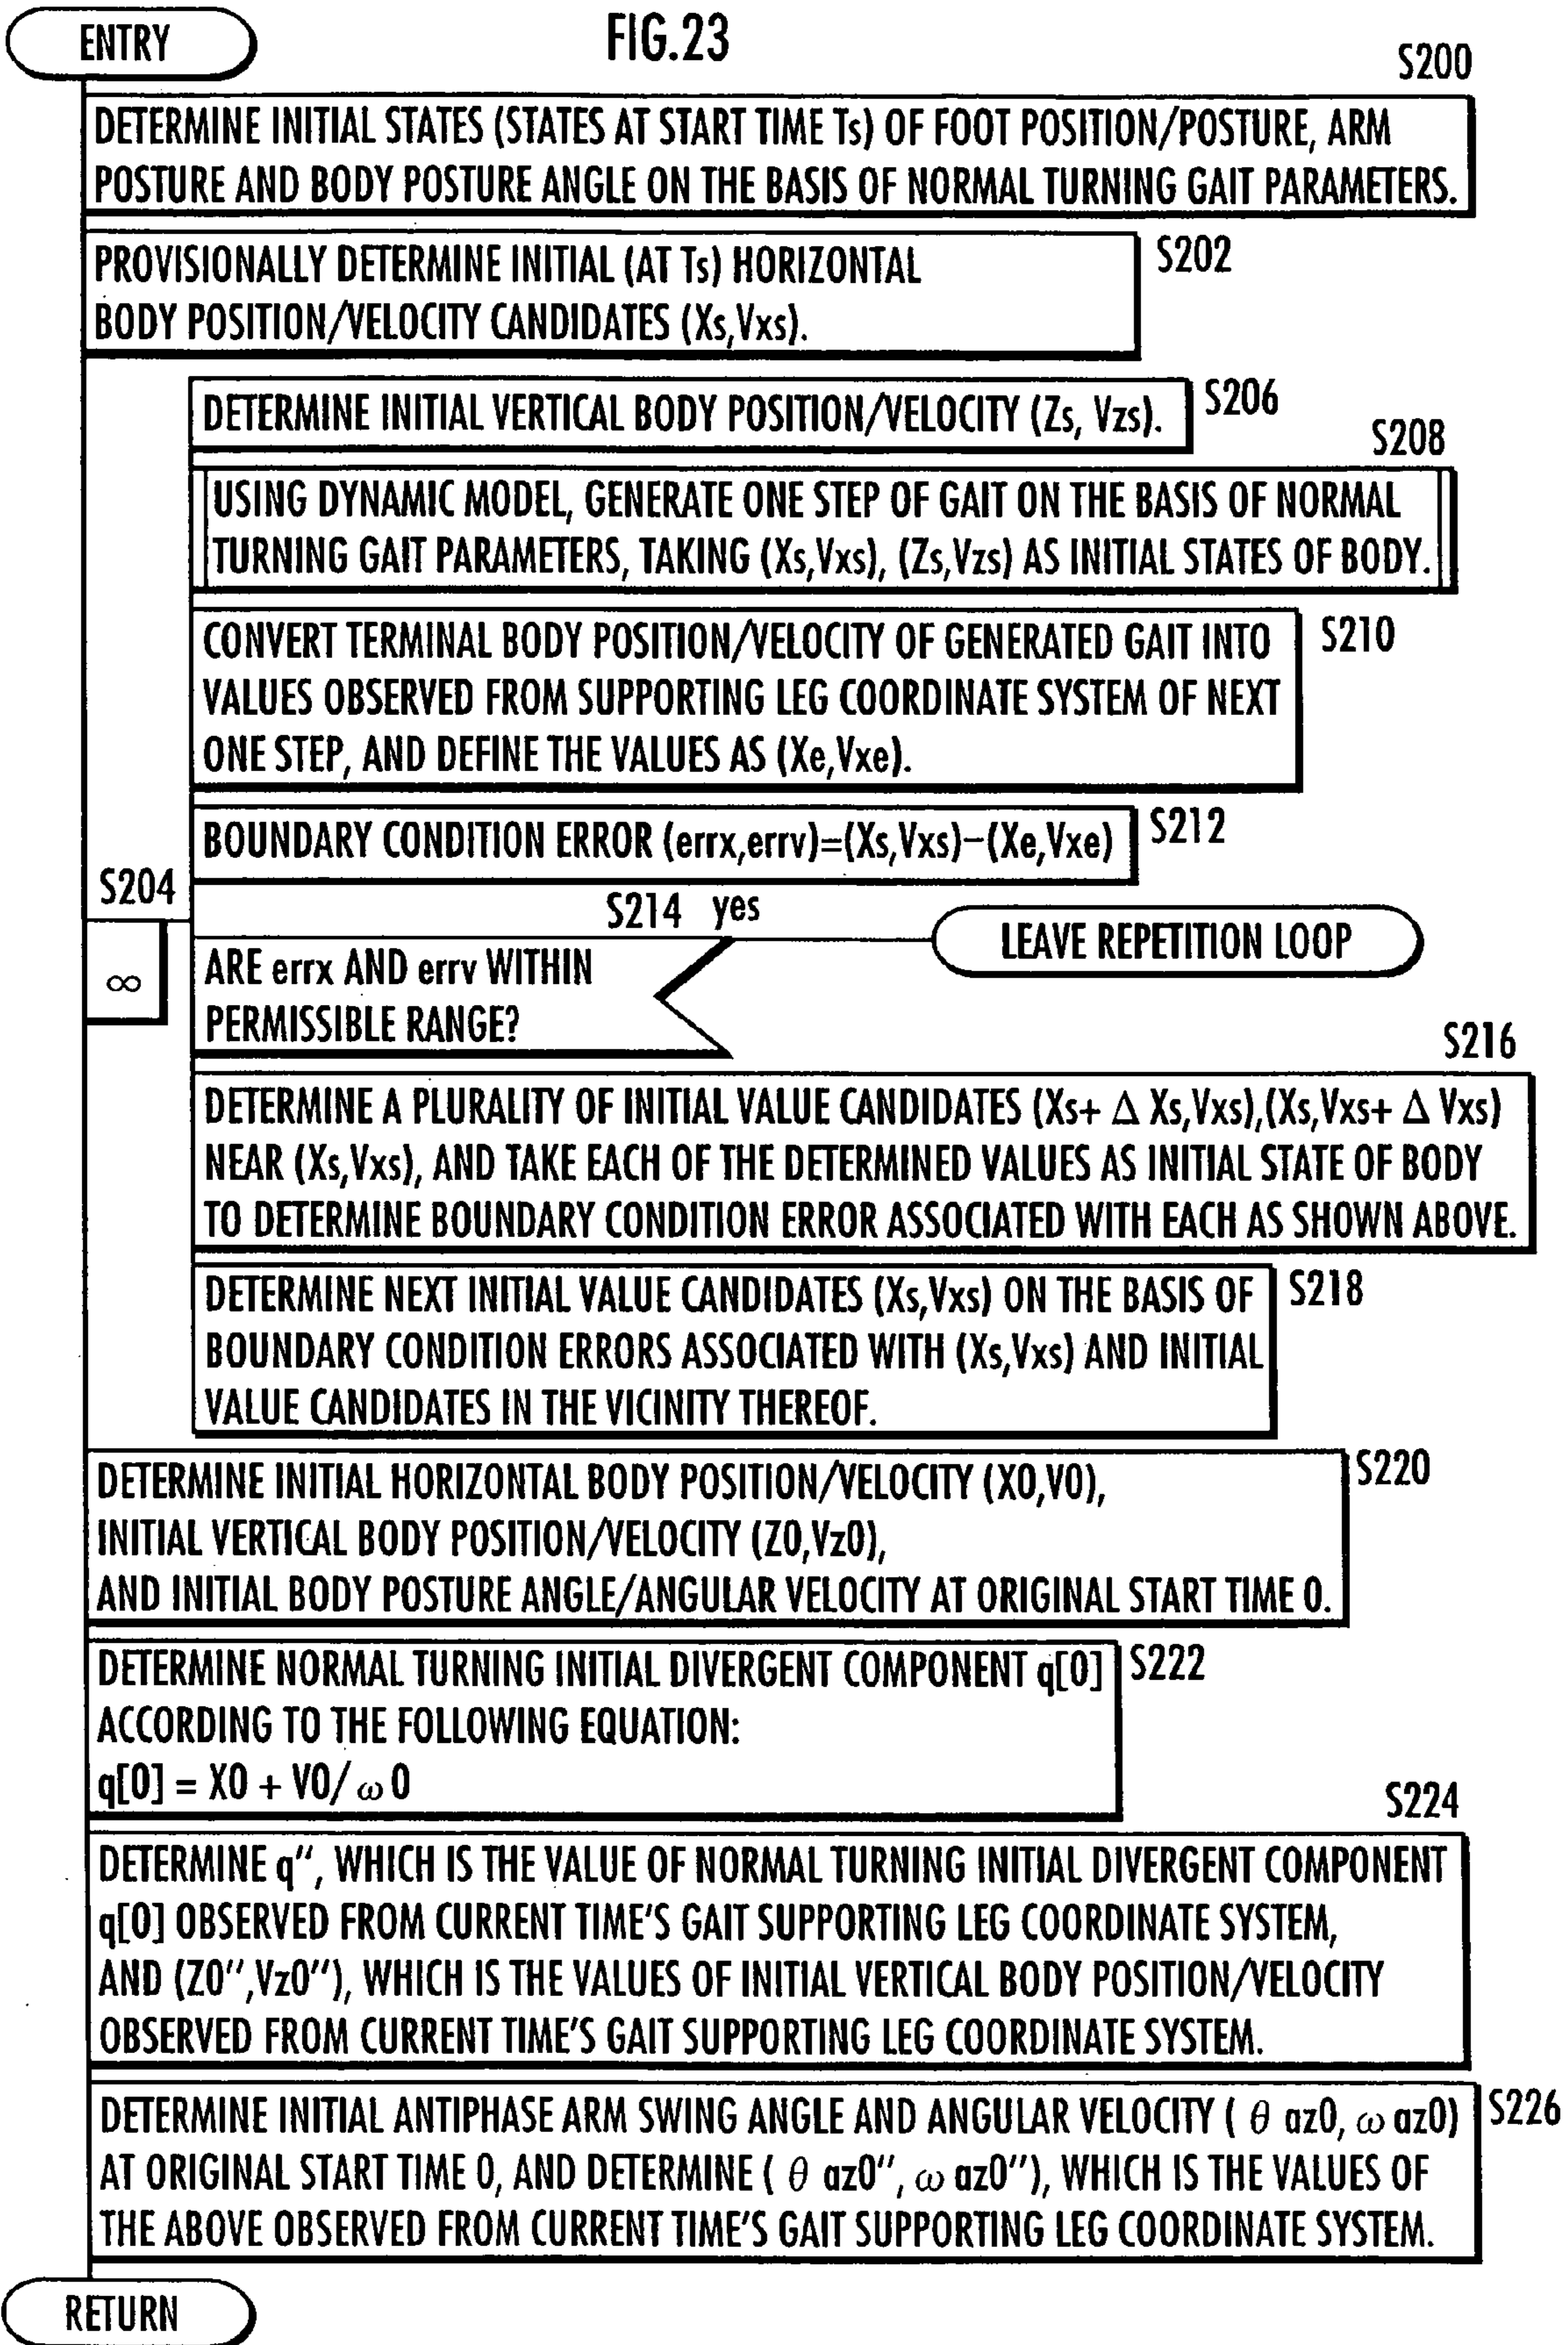 ENTRY
FIG.23
S200
DETERMINE INITIAL STATES (STATES AT START TIME Ts) OF FOOT POSITION/POSTURE, ARM
POSTURE AND BODY POSTURE ANGLE ON THE BASIS OF NORMAL TURNING GAIT PARAMETERS.
S202
PROVISIONALLY DETERMINE INITIAL (AT Ts) HORIZONTAL
BODY POSITION/VELOCITY CANDIDATES (Xs,Vxs).
S206
DETERMINE INITIAL VERTICAL BODY POSITION/VELOCITY (Zs, Vzs).
S208
USING DYNAMIC MODEL, GENERATE ONE STEP OF GAIT ON THE BASIS OF NORMAL
TURNING GAIT PARAMETERS, TAKING (Xs,Vxs), (Zs,Vzs) AS INITIAL STATES OF BODY.
S210
CONVERT TERMINAL BODY POSITION/VELOCITY OF GENERATED GAIT INTO
VALUES OBSERVED FROM SUPPORTING LEG COORDINATE SYSTEM OF NEXT
ONE STEP, AND DEFINE THE VALUES AS (Xe,Vxe).
S212
BOUNDARY CONDITION ERROR (errx,errv)=(Xs,Vxs)-(Xe,Vxe)
S204
∞
S214 yes
LEAVE REPETITION LOOP
ARE errx AND errv WITHIN
PERMISSIBLE RANGE?
S216
DETERMINE A PLURALITY OF INITIAL VALUE CANDIDATES (Xs+ Δ Xs,Vxs),(Xs,Vxs+ Δ Vxs)
NEAR (Xs,Vxs), AND TAKE EACH OF THE DETERMINED VALUES AS INITIAL STATE OF BODY
TO DETERMINE BOUNDARY CONDITION ERROR ASSOCIATED WITH EACH AS SHOWN ABOVE.
S218
DETERMINE NEXT INITIAL VALUE CANDIDATES (Xs,Vxs) ON THE BASIS OF
BOUNDARY CONDITION ERRORS ASSOCIATED WITH (Xs,Vxs) AND INITIAL
VALUE CANDIDATES IN THE VICINITY THEREOF.
S220
DETERMINE INITIAL HORIZONTAL BODY POSITION/VELOCITY (X0,V0),
INITIAL VERTICAL BODY POSITION/VELOCITY (Z0,Vz0),
AND INITIAL BODY POSTURE ANGLE/ANGULAR VELOCITY AT ORIGINAL START TIME 0.
S222
DETERMINE NORMAL TURNING INITIAL DIVERGENT COMPONENT q[0]
ACCORDING TO THE FOLLOWING EQUATION:
q[0] = X0 + V0/ ω 0
S224
DETERMINE q″, WHICH IS THE VALUE OF NORMAL TURNING INITIAL DIVERGENT COMPONENT
q[0] OBSERVED FROM CURRENT TIME'S GAIT SUPPORTING LEG COORDINATE SYSTEM,
AND (Z0″,Vz0″), WHICH IS THE VALUES OF INITIAL VERTICAL BODY POSITION/VELOCITY
OBSERVED FROM CURRENT TIME'S GAIT SUPPORTING LEG COORDINATE SYSTEM.
S226
DETERMINE INITIAL ANTIPHASE ARM SWING ANGLE AND ANGULAR VELOCITY ( θ az0, ω az0)
AT ORIGINAL START TIME 0, AND DETERMINE ( θ az0″, ω az0″), WHICH IS THE VALUES OF
THE ABOVE OBSERVED FROM CURRENT TIME'S GAIT SUPPORTING LEG COORDINATE SYSTEM.
RETURN